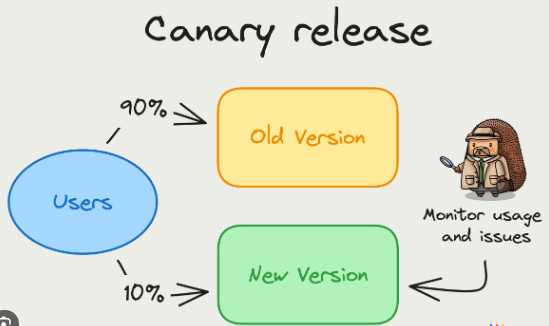 Canary release
90%
Old Version
Users
Monitor usage
and issues
New Version
10%